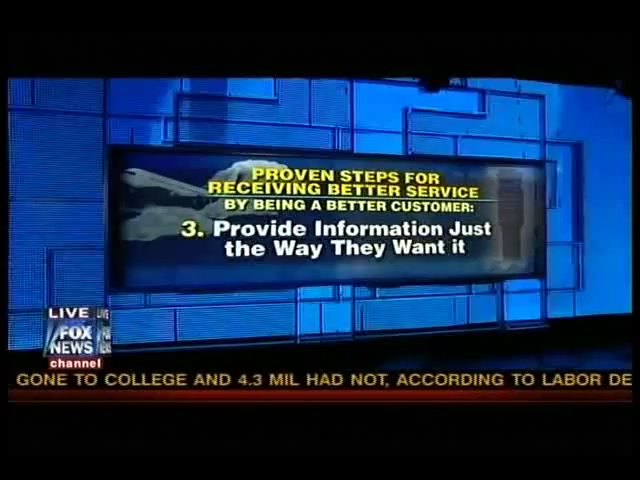 PROVEN STEPS FOR
RECEIVING BETTER SERVICE
BY BEING A BETTER CUSTOMER:
3. Provide Information Just
the Way They Want it
LIVE
FOX
NEWS
channel
GONE TO COLLEGE AND 4.3 MIL HAD NOT, ACCORDING TO LABOR DE